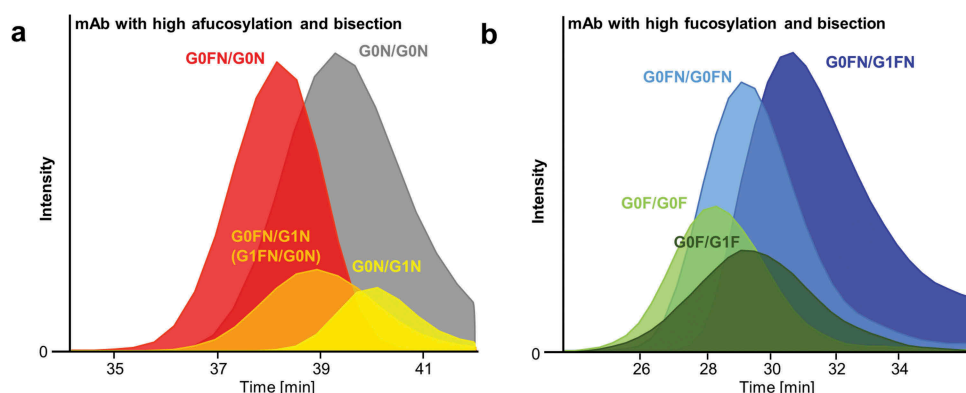 a
mAb with high afucosylation and bisection
G0FN/G0N
G0N/G0N
G0FN/G1N
(G1FN/G0N)
G0N/G1N
Intensity
0
35
37
39
41
Time [min]
b
mAb with high fucosylation and bisection
G0FN/G1FN
G0FN/G0FN
G0F/G0F
G0F/G1F
Intensity
0
26
28
30
32
34
Time [min]